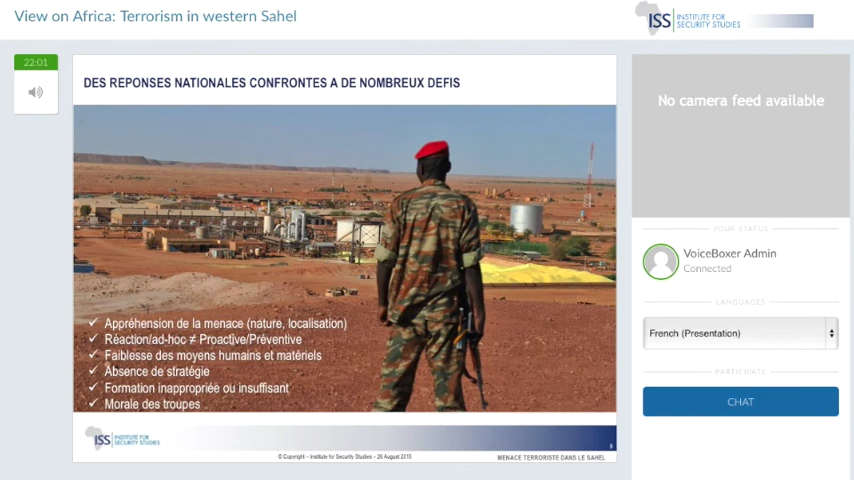 View on Africa: Terrorism in western Sahel
ISS INSTITUTE FOR
SECURITY STUDIES
22:01
DES REPONSES NATIONALES CONFRONTES A DE NOMBREUX DEFIS
✓ Appréhension de la menace (nature, localisation)
✓ Réaction/ad-hoc ≠ Proactive/Préventive
✓ Faiblesse des moyens humains et matériels
✓ Absence de stratégie
✓ Formation inappropriée ou insuffisant
✓ Morale des troupes
ISS INSTITUTE FOR
SECURITY STUDIES
© Copyright – Institute for Security Studies – 26 August 2015
MENACE TERRORISTE DANS LE SAHEL
No camera feed available
YOUR STATUS
VoiceBoxer Admin
Connected
LANGUAGES
French (Presentation)
PARTICIPATE
CHAT